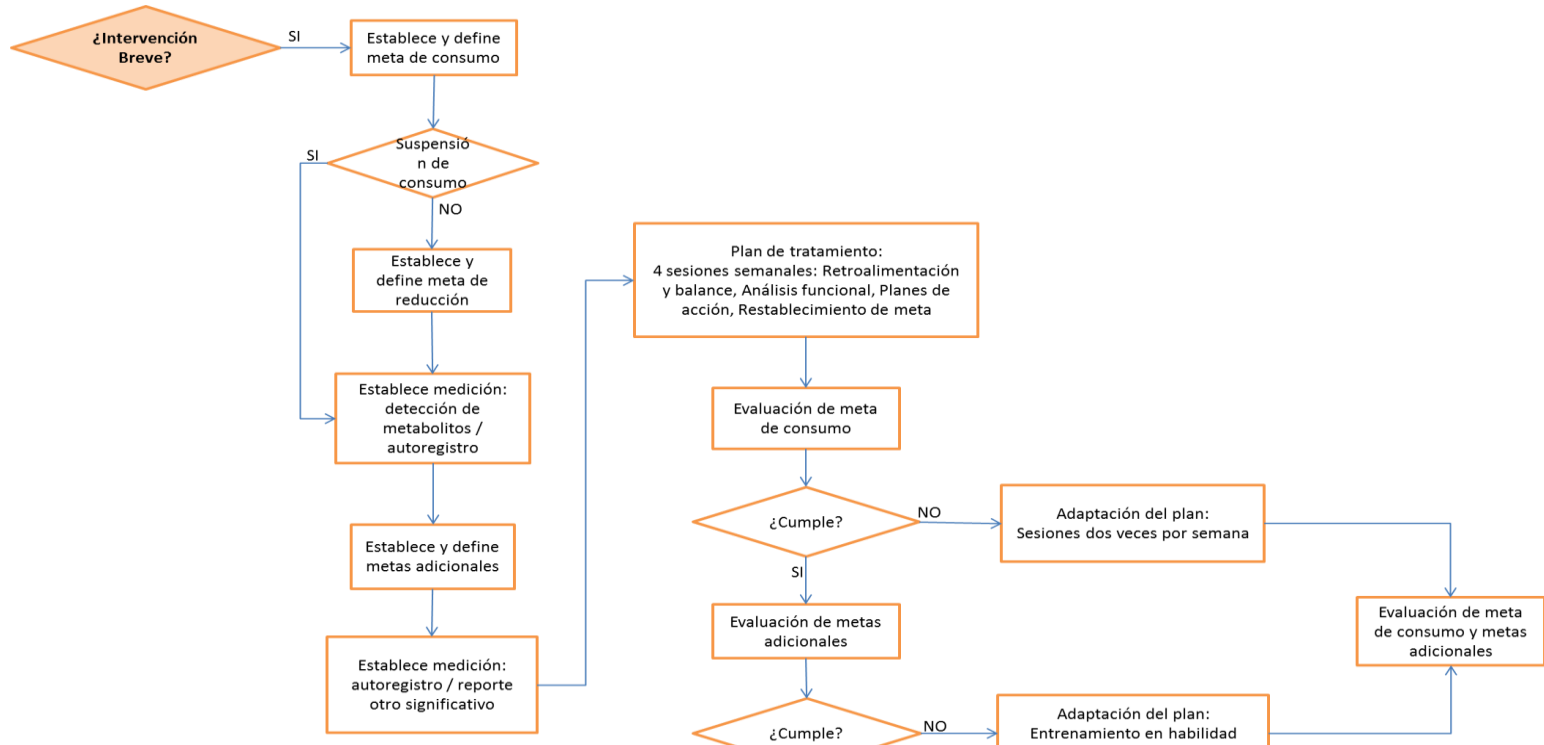 ¿Intervención
Breve?
SI
Establece y define
meta de consumo
Suspensió
n de
consumo
SI
NO
Establece y
define meta de
reducción
Establece medición:
detección de
metabolitos /
autoregistro
Establece y define
metas adicionales
Establece medición:
autoregistro / reporte
otro significativo
Plan de tratamiento:
4 sesiones semanales: Retroalimentación
y balance, Análisis funcional, Planes de
acción, Restablecimiento de meta
Evaluación de meta
de consumo
¿Cumple?
NO
Adaptación del plan:
Sesiones dos veces por semana
SI
Evaluación de metas
adicionales
Evaluación de meta
de consumo y metas
adicionales
¿Cumple?
NO
Adaptación del plan:
Entrenamiento en habilidad